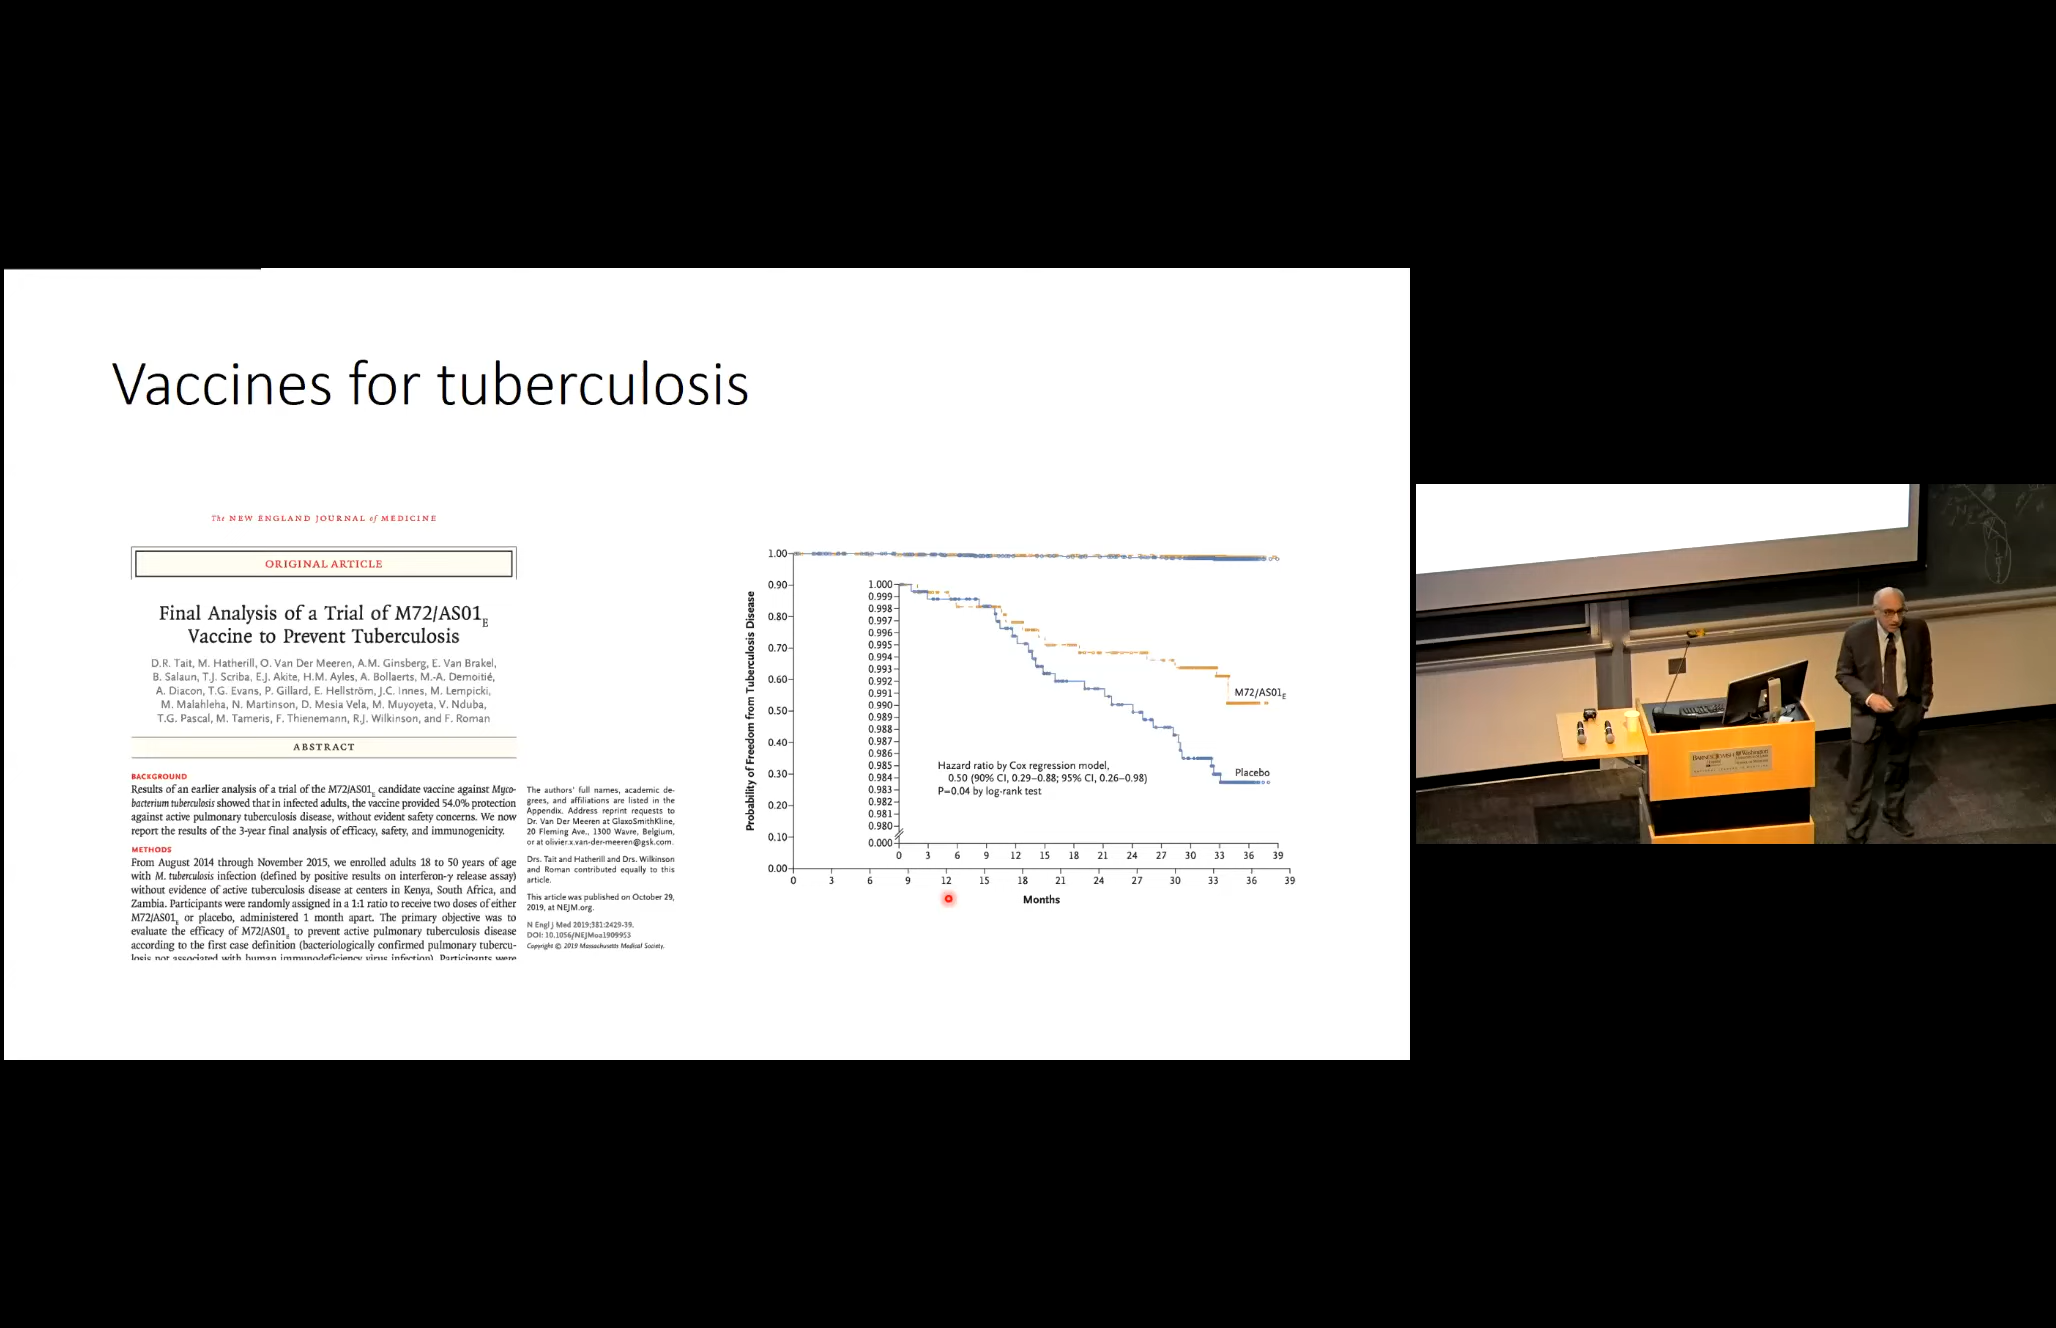 Vaccines for tuberculosis
The NEW ENGLAND JOURNAL of MEDICINE
ORIGINAL ARTICLE
Final Analysis of a Trial of M72/AS01E
Vaccine to Prevent Tuberculosis
D.R. Tait, M. Hatherill, O. Van Der Meeren, A.M. Ginsberg, E. Van Brakel,
B. Salaun, T.J. Scriba, E.J. Akite, H.M. Ayles, A. Bollaerts, M.-A. Demoitié,
A. Diacon, T.G. Evans, P. Gillard, E. Hellström, J.C. Innes, M. Lempicki,
M. Malahleha, N. Martinson, D. Mesia Vela, M. Muyoyeta, V. Nduba,
T.G. Pascal, M. Tameris, F. Thienemann, R.J. Wilkinson, and F. Roman
ABSTRACT
BACKGROUND
Results of an earlier analysis of a trial of the M72/AS01E candidate vaccine against Myco-
bacterium tuberculosis showed that in infected adults, the vaccine provided 54.0% protection
against active pulmonary tuberculosis disease, without evident safety concerns. We now
report the results of the 3-year final analysis of efficacy, safety, and immunogenicity.
METHODS
From August 2014 through November 2015, we enrolled adults 18 to 50 years of age
with M. tuberculosis infection (defined by positive results on interferon-γ release assay)
without evidence of active tuberculosis disease at centers in Kenya, South Africa, and
Zambia. Participants were randomly assigned in a 1:1 ratio to receive two doses of either
M72/AS01E or placebo, administered 1 month apart. The primary objective was to
evaluate the efficacy of M72/AS01E to prevent active pulmonary tuberculosis disease
according to the first case definition (bacteriologically confirmed pulmonary tubercu-
losis not associated with human immunodeficiency virus infection). Participants were
The authors' full names, academic de-
grees, and affiliations are listed in the
Appendix. Address reprint requests to
Dr. Van Der Meeren at GlaxoSmithKline,
20 Fleming Ave., 1300 Wavre, Belgium,
or at olivier.x.van-der-meeren@gsk.com.
Drs. Tait and Hatherill and Drs. Wilkinson
and Roman contributed equally to this
article.
This article was published on October 29,
2019, at NEJM.org.
N Engl J Med 2019;381:2429-39.
DOI: 10.1056/NEJMoa1909953
Copyright © 2019 Massachusetts Medical Society.
Probability of Freedom from Tuberculosis Disease
1.00
0.90
0.80
0.70
0.60
0.50
0.40
0.30
0.20
0.10
0.00
1.000
0.999
0.998
0.997
0.996
0.995
0.994
0.993
0.992
0.991
0.990
0.989
0.988
0.987
0.986
0.985
0.984
0.983
0.982
0.981
0.980
0.000
M72/AS01E
Placebo
Hazard ratio by Cox regression model,
0.50 (90% CI, 0.29–0.88; 95% CI, 0.26–0.98)
P=0.04 by log-rank test
0 3 6 9 12 15 18 21 24 27 30 33 36 39
0 3 6 9 12 15 18 21 24 27 30 33 36 39
Months